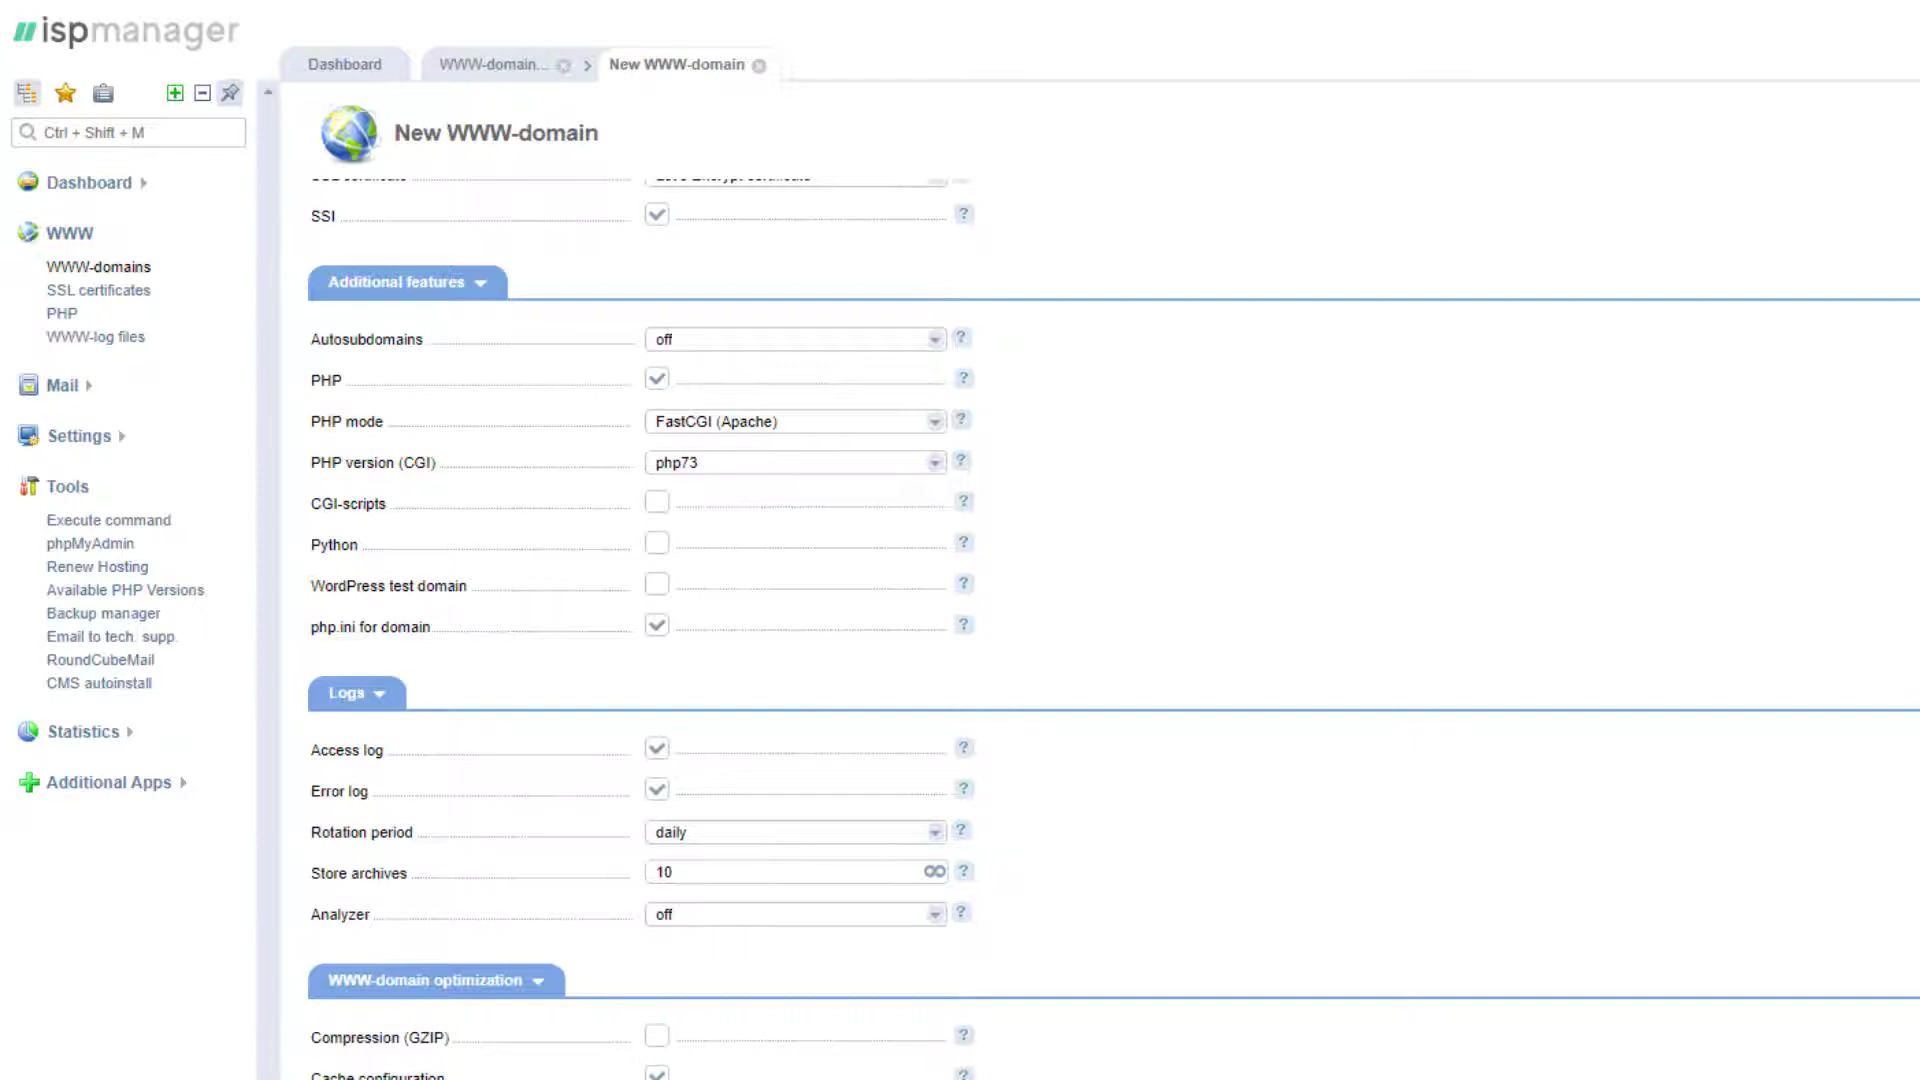 ispmanager
Dashboard
WWW-domain...
New WWW-domain
Ctrl + Shift + M
New WWW-domain
Dashboard
WWW
WWW-domains
SSL certificates
PHP
WWW-log files
Mail
Settings
Tools
Execute command
phpMyAdmin
Renew Hosting
Available PHP Versions
Backup manager
Email to tech. supp.
RoundCubeMail
CMS autoinstall
Statistics
Additional Apps
SSI ?
Additional features
Autosubdomains off ?
PHP ?
PHP mode FastCGI (Apache) ?
PHP version (CGI) php73 ?
CGI-scripts ?
Python ?
WordPress test domain ?
php.ini for domain ?
Logs
Access log ?
Error log ?
Rotation period daily ?
Store archives 10 ?
Analyzer off ?
WWW-domain optimization
Compression (GZIP) ?
Cache configuration ?